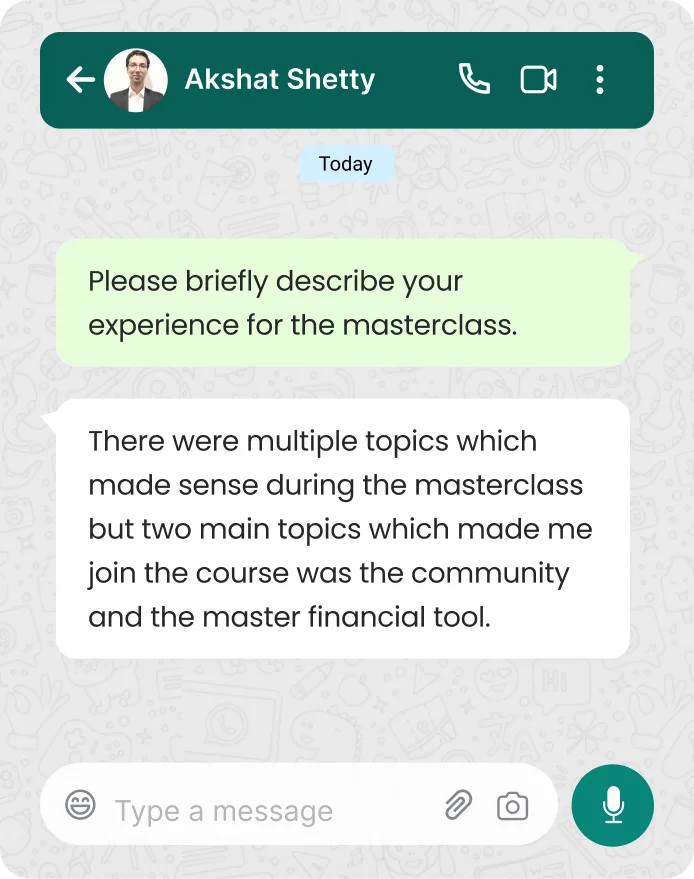 Akshat Shetty
Today
Please briefly describe your
experience for the masterclass.
There were multiple topics which
made sense during the masterclass
but two main topics which made me
join the course was the community
and the master financial tool.
Hi
Type a message